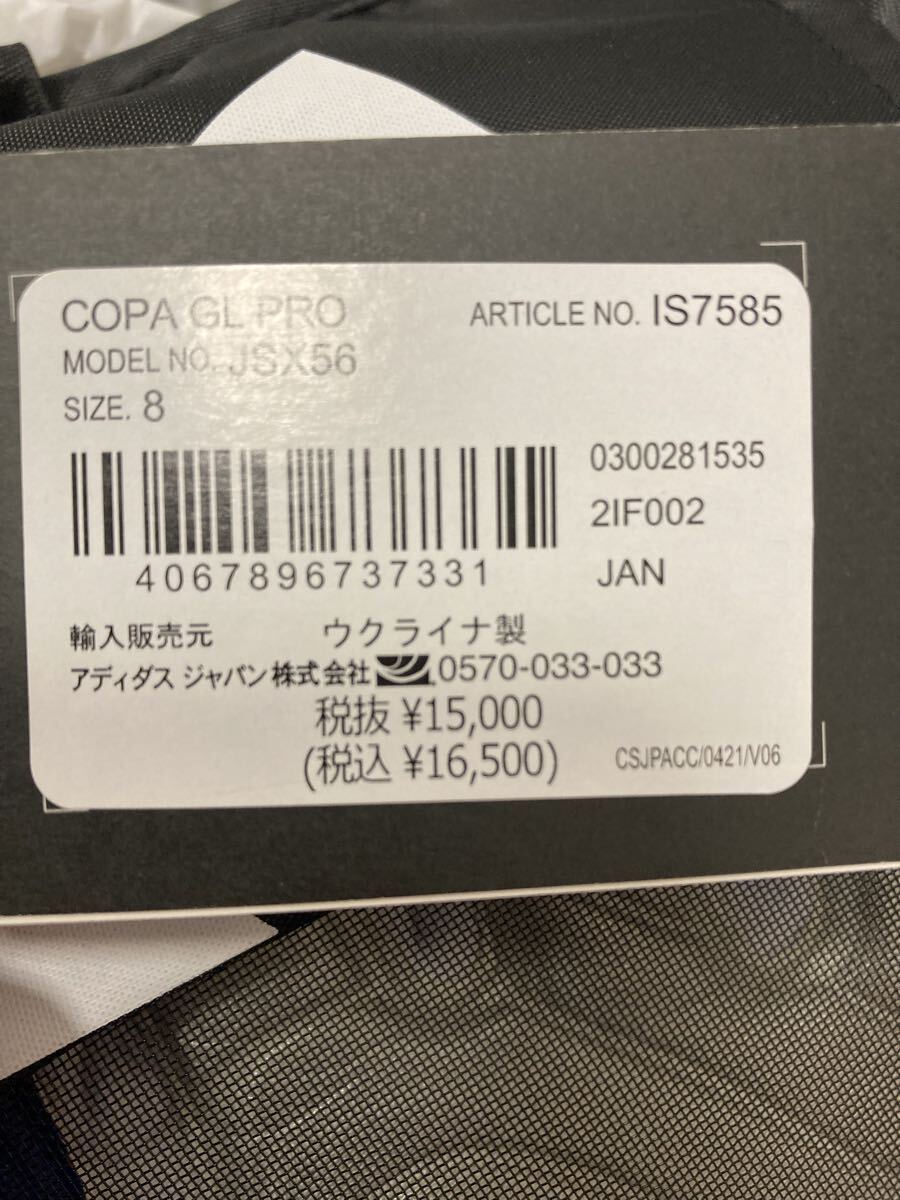 COPA GL PRO
ARTICLE NO. IS7585
MODEL NO. JSX56
SIZE. 8
0300281535
2IF002
4067896737331
JAN
輸入販売元 ウクライナ製
アディダス ジャパン株式会社 0570-033-033
税抜 ¥15,000
(税込 ¥16,500)
CSJPACC/0421/V06